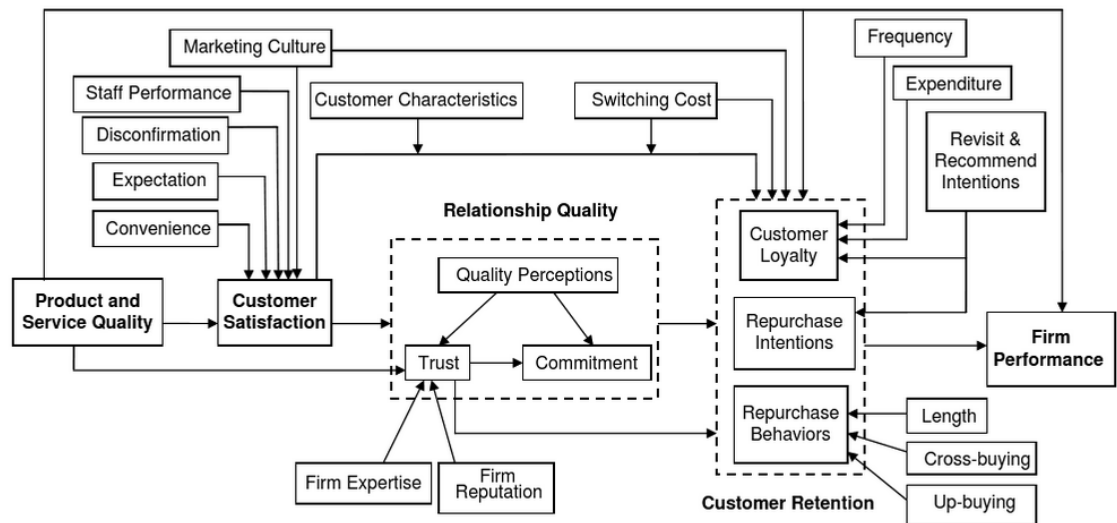 Marketing Culture
Frequency
Staff Performance
Customer Characteristics
Switching Cost
Expenditure
Disconfirmation
Revisit &
Recommend
Intentions
Expectation
Convenience
Relationship Quality
Customer
Loyalty
Quality Perceptions
Product and
Service Quality
Customer
Satisfaction
Repurchase
Intentions
Firm
Performance
Trust
Commitment
Repurchase
Behaviors
Length
Cross-buying
Up-buying
Firm Expertise
Firm
Reputation
Customer Retention